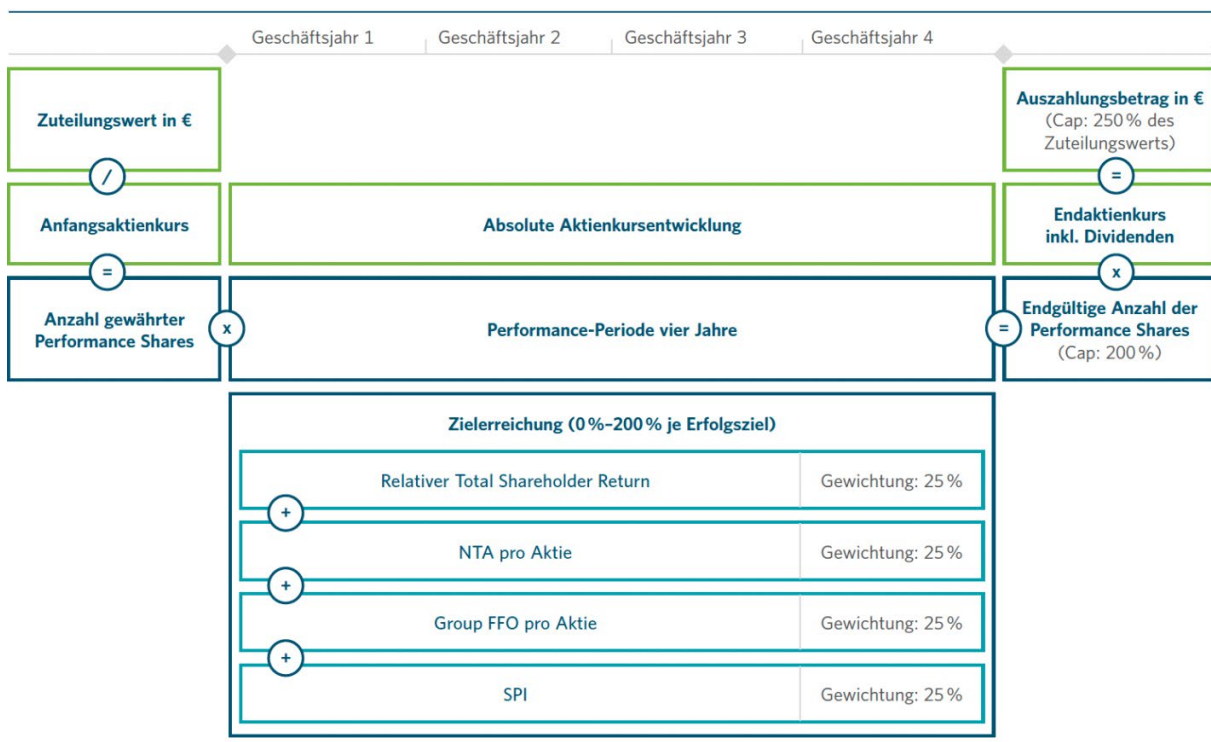 Geschäftsjahr 1
Geschäftsjahr 2
Geschäftsjahr 3
Geschäftsjahr 4
Zuteilungswert in €
Auszahlungsbetrag in €
(Cap: 250 % des
Zuteilungswerts)
/
=
Anfangsaktienkurs
Absolute Aktienkursentwicklung
Endaktienkurs
inkl. Dividenden
=
x
Anzahl gewährter
Performance Shares
x
Performance-Periode vier Jahre
=
Endgültige Anzahl der
Performance Shares
(Cap: 200 %)
Zielerreichung (0 %–200 % je Erfolgsziel)
Relativer Total Shareholder Return
Gewichtung: 25 %
+
NTA pro Aktie
Gewichtung: 25 %
+
Group FFO pro Aktie
Gewichtung: 25 %
+
SPI
Gewichtung: 25 %